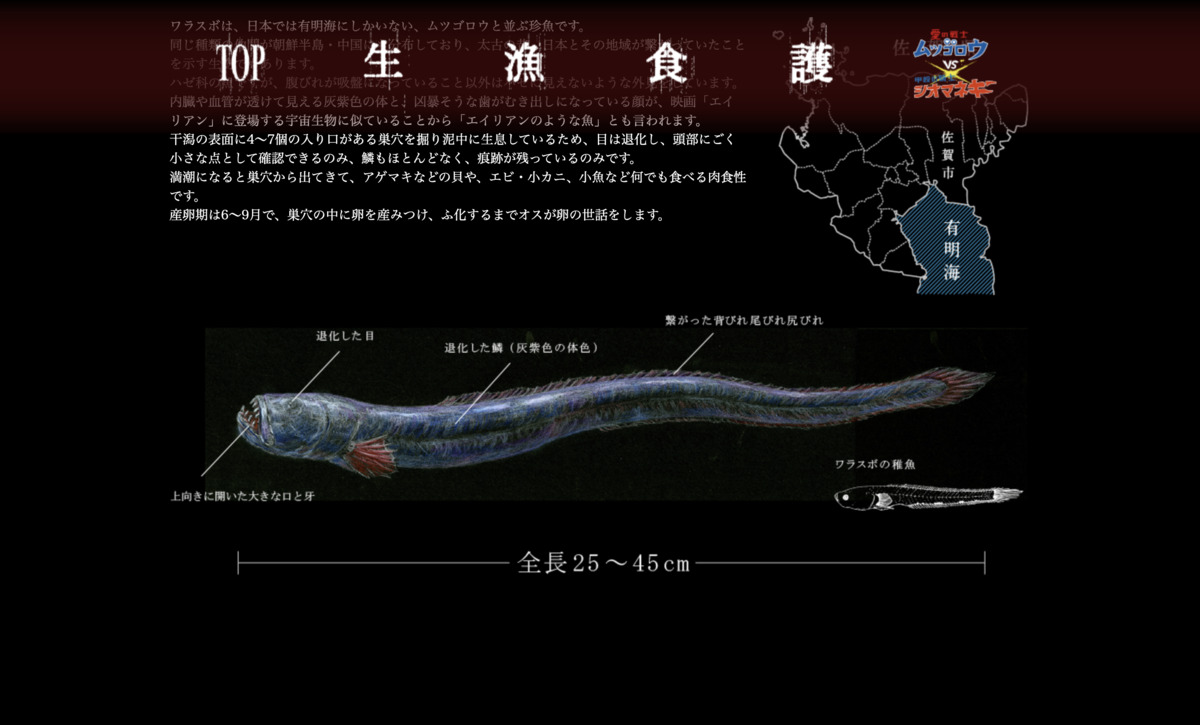 TOP 生 漁 食 護
愛の戦士
ムツゴロウ
VS
シオマネキ
ワラスボは、日本では有明海にしかいない、ムツゴロウと並ぶ珍魚です。
同じ種類
が朝鮮半島・中国に
布しており、太古
日本とその地域が繋
ていたこと
を示す生
あります。
ハゼ科の
が、腹びれが吸盤に
ていること以外は
見えないような外
います。
内臓や血管が透けて見える灰紫色の体と、凶暴そうな歯がむき出しになっている顔が、映画「エイ
リアン」に登場する宇宙生物に似ていることから「エイリアンのような魚」とも言われます。
干潟の表面に4〜7個の入り口がある巣穴を掘り泥中に生息しているため、目は退化し、頭部にごく
小さな点として確認できるのみ、鱗もほとんどなく、痕跡が残っているのみです。
満潮になると巣穴から出てきて、アゲマキなどの貝や、エビ・小カニ、小魚など何でも食べる肉食性
です。
産卵期は6〜9月で、巣穴の中に卵を産みつけ、ふ化するまでオスが卵の世話をします。
佐
佐賀市
有明海
繋がった背びれ尾びれ尻びれ
退化した目
退化した鱗（灰紫色の体色）
ワラスボの稚魚
上向きに開いた大きな口と牙
全長25〜45cm